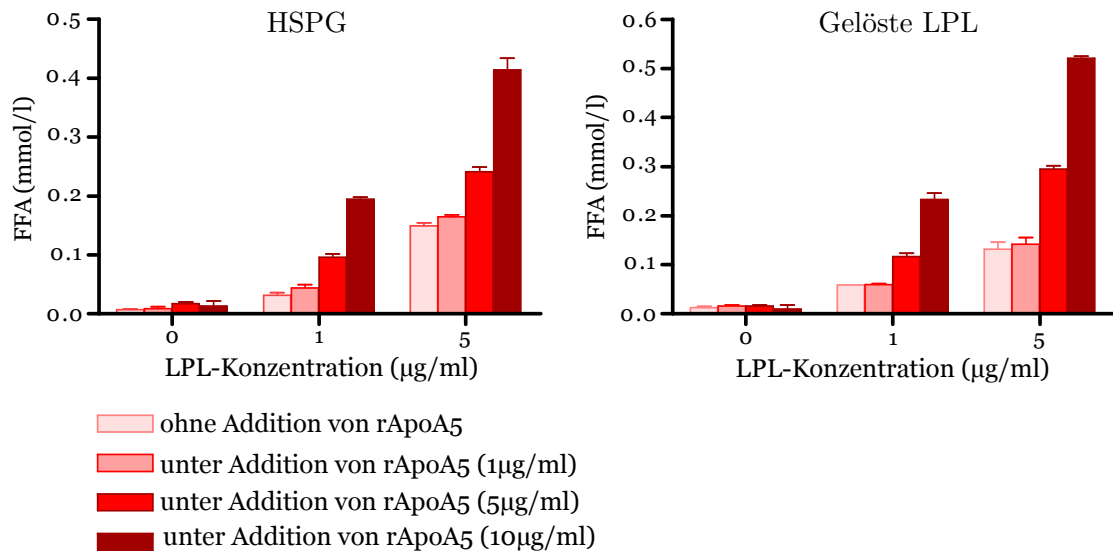 HSPG
FFA (mmol/l)
0.5
0.4
0.3
0.2
0.1
0.0
0 1 5
LPL-Konzentration (µg/ml)
Gelöste LPL
FFA (mmol/l)
0.6
0.5
0.4
0.3
0.2
0.1
0.0
0 1 5
LPL-Konzentration (µg/ml)
ohne Addition von rApoA5
unter Addition von rApoA5 (1µg/ml)
unter Addition von rApoA5 (5µg/ml)
unter Addition von rApoA5 (10µg/ml)